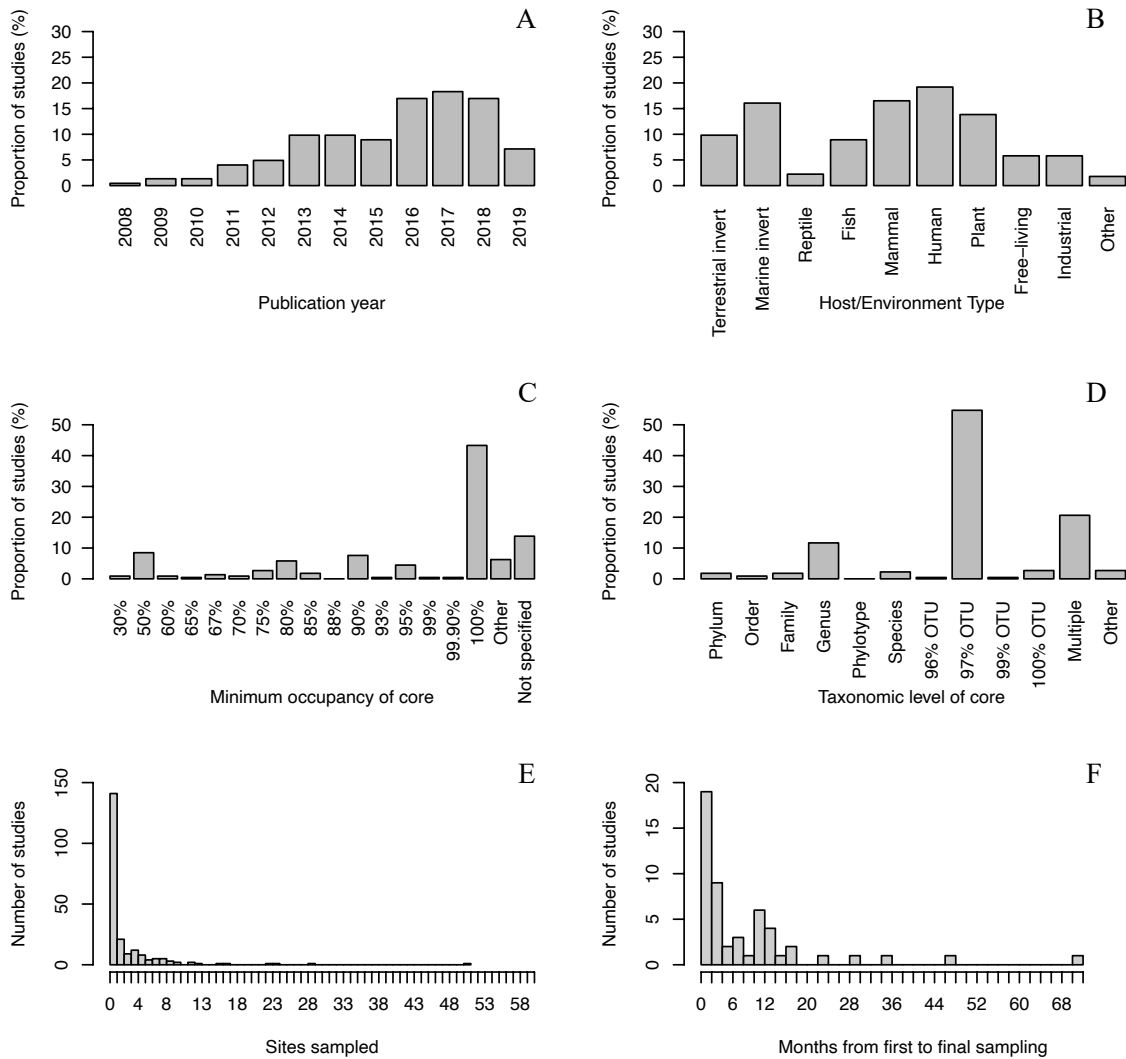 A
Proportion of studies (%)
0 5 10 15 20 25 30
2008 2009 2010 2011 2012 2013 2014 2015 2016 2017 2018 2019
Publication year
B
Proportion of studies (%)
0 5 10 15 20 25 30
Terrestrial invert Marine invert Reptile Fish Mammal Human Plant Free−living Industrial Other
Host/Environment Type
C
Proportion of studies (%)
0 10 20 30 40 50
30% 50% 60% 65% 67% 70% 75% 80% 85% 88% 90% 93% 95% 99% 99.90% 100% Other Not specified
Minimum occupancy of core
D
Proportion of studies (%)
0 10 20 30 40 50
Phylum Order Family Genus Phylotype Species 96% OTU 97% OTU 99% OTU 100% OTU Multiple Other
Taxonomic level of core
E
Number of studies
0 50 100 150
0 4 8 13 18 23 28 33 38 43 48 53 58
Sites sampled
F
Number of studies
0 5 10 15 20
0 6 12 20 28 36 44 52 60 68
Months from first to final sampling